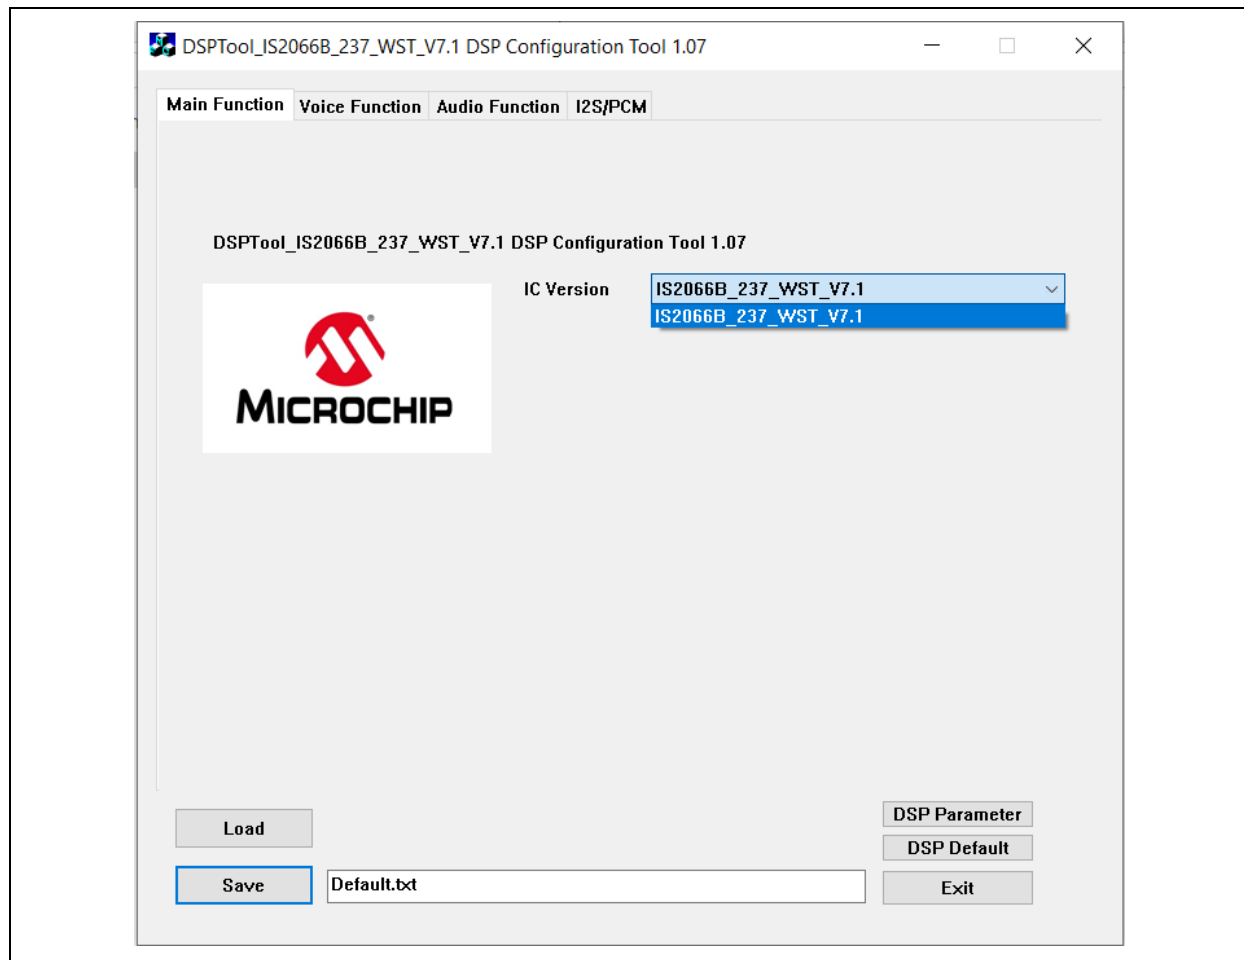 DSPTool_IS2066B_237_WST_V7.1 DSP Configuration Tool 1.07
Main Function Voice Function Audio Function I2S/PCM
DSPTool_IS2066B_237_WST_V7.1 DSP Configuration Tool 1.07
IC Version IS2066B_237_WST_V7.1
IS2066B_237_WST_V7.1
MICROCHIP
Load
DSP Parameter
DSP Default
Save Default.txt Exit